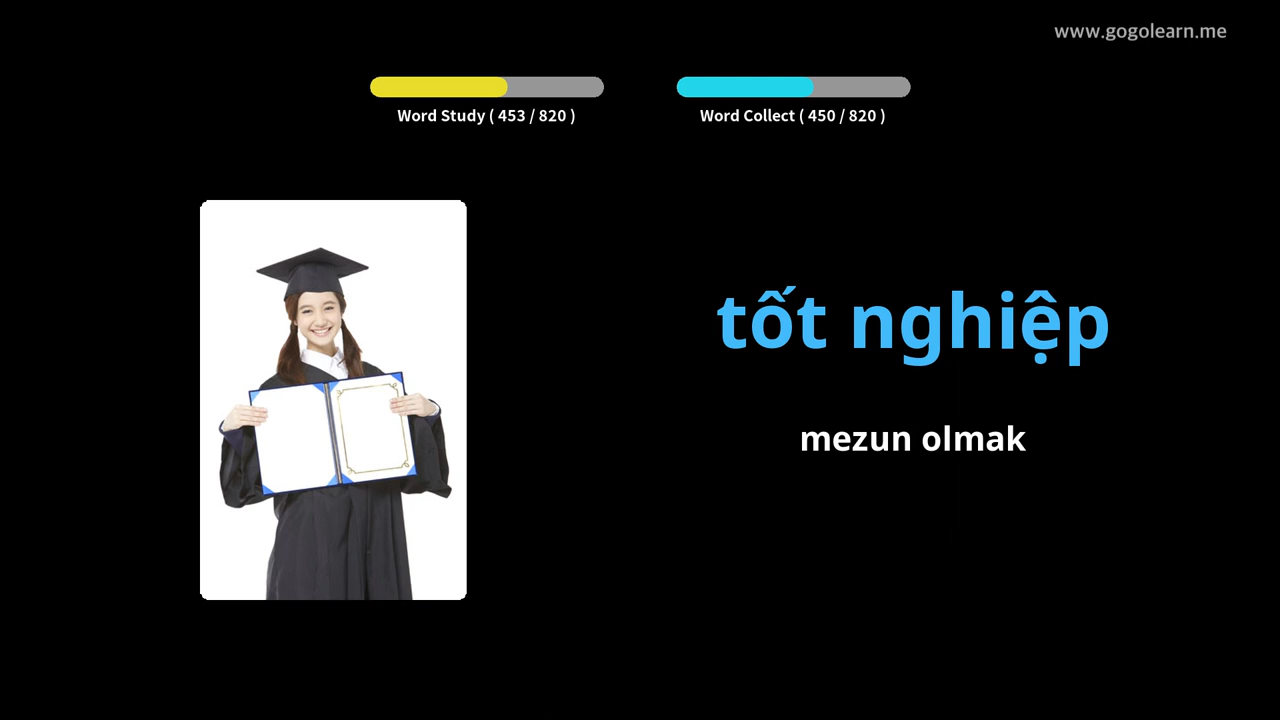 www.gogolearn.me
Word Study ( 453 / 820 )
Word Collect ( 450 / 820 )
tốt nghiệp
mezun olmak